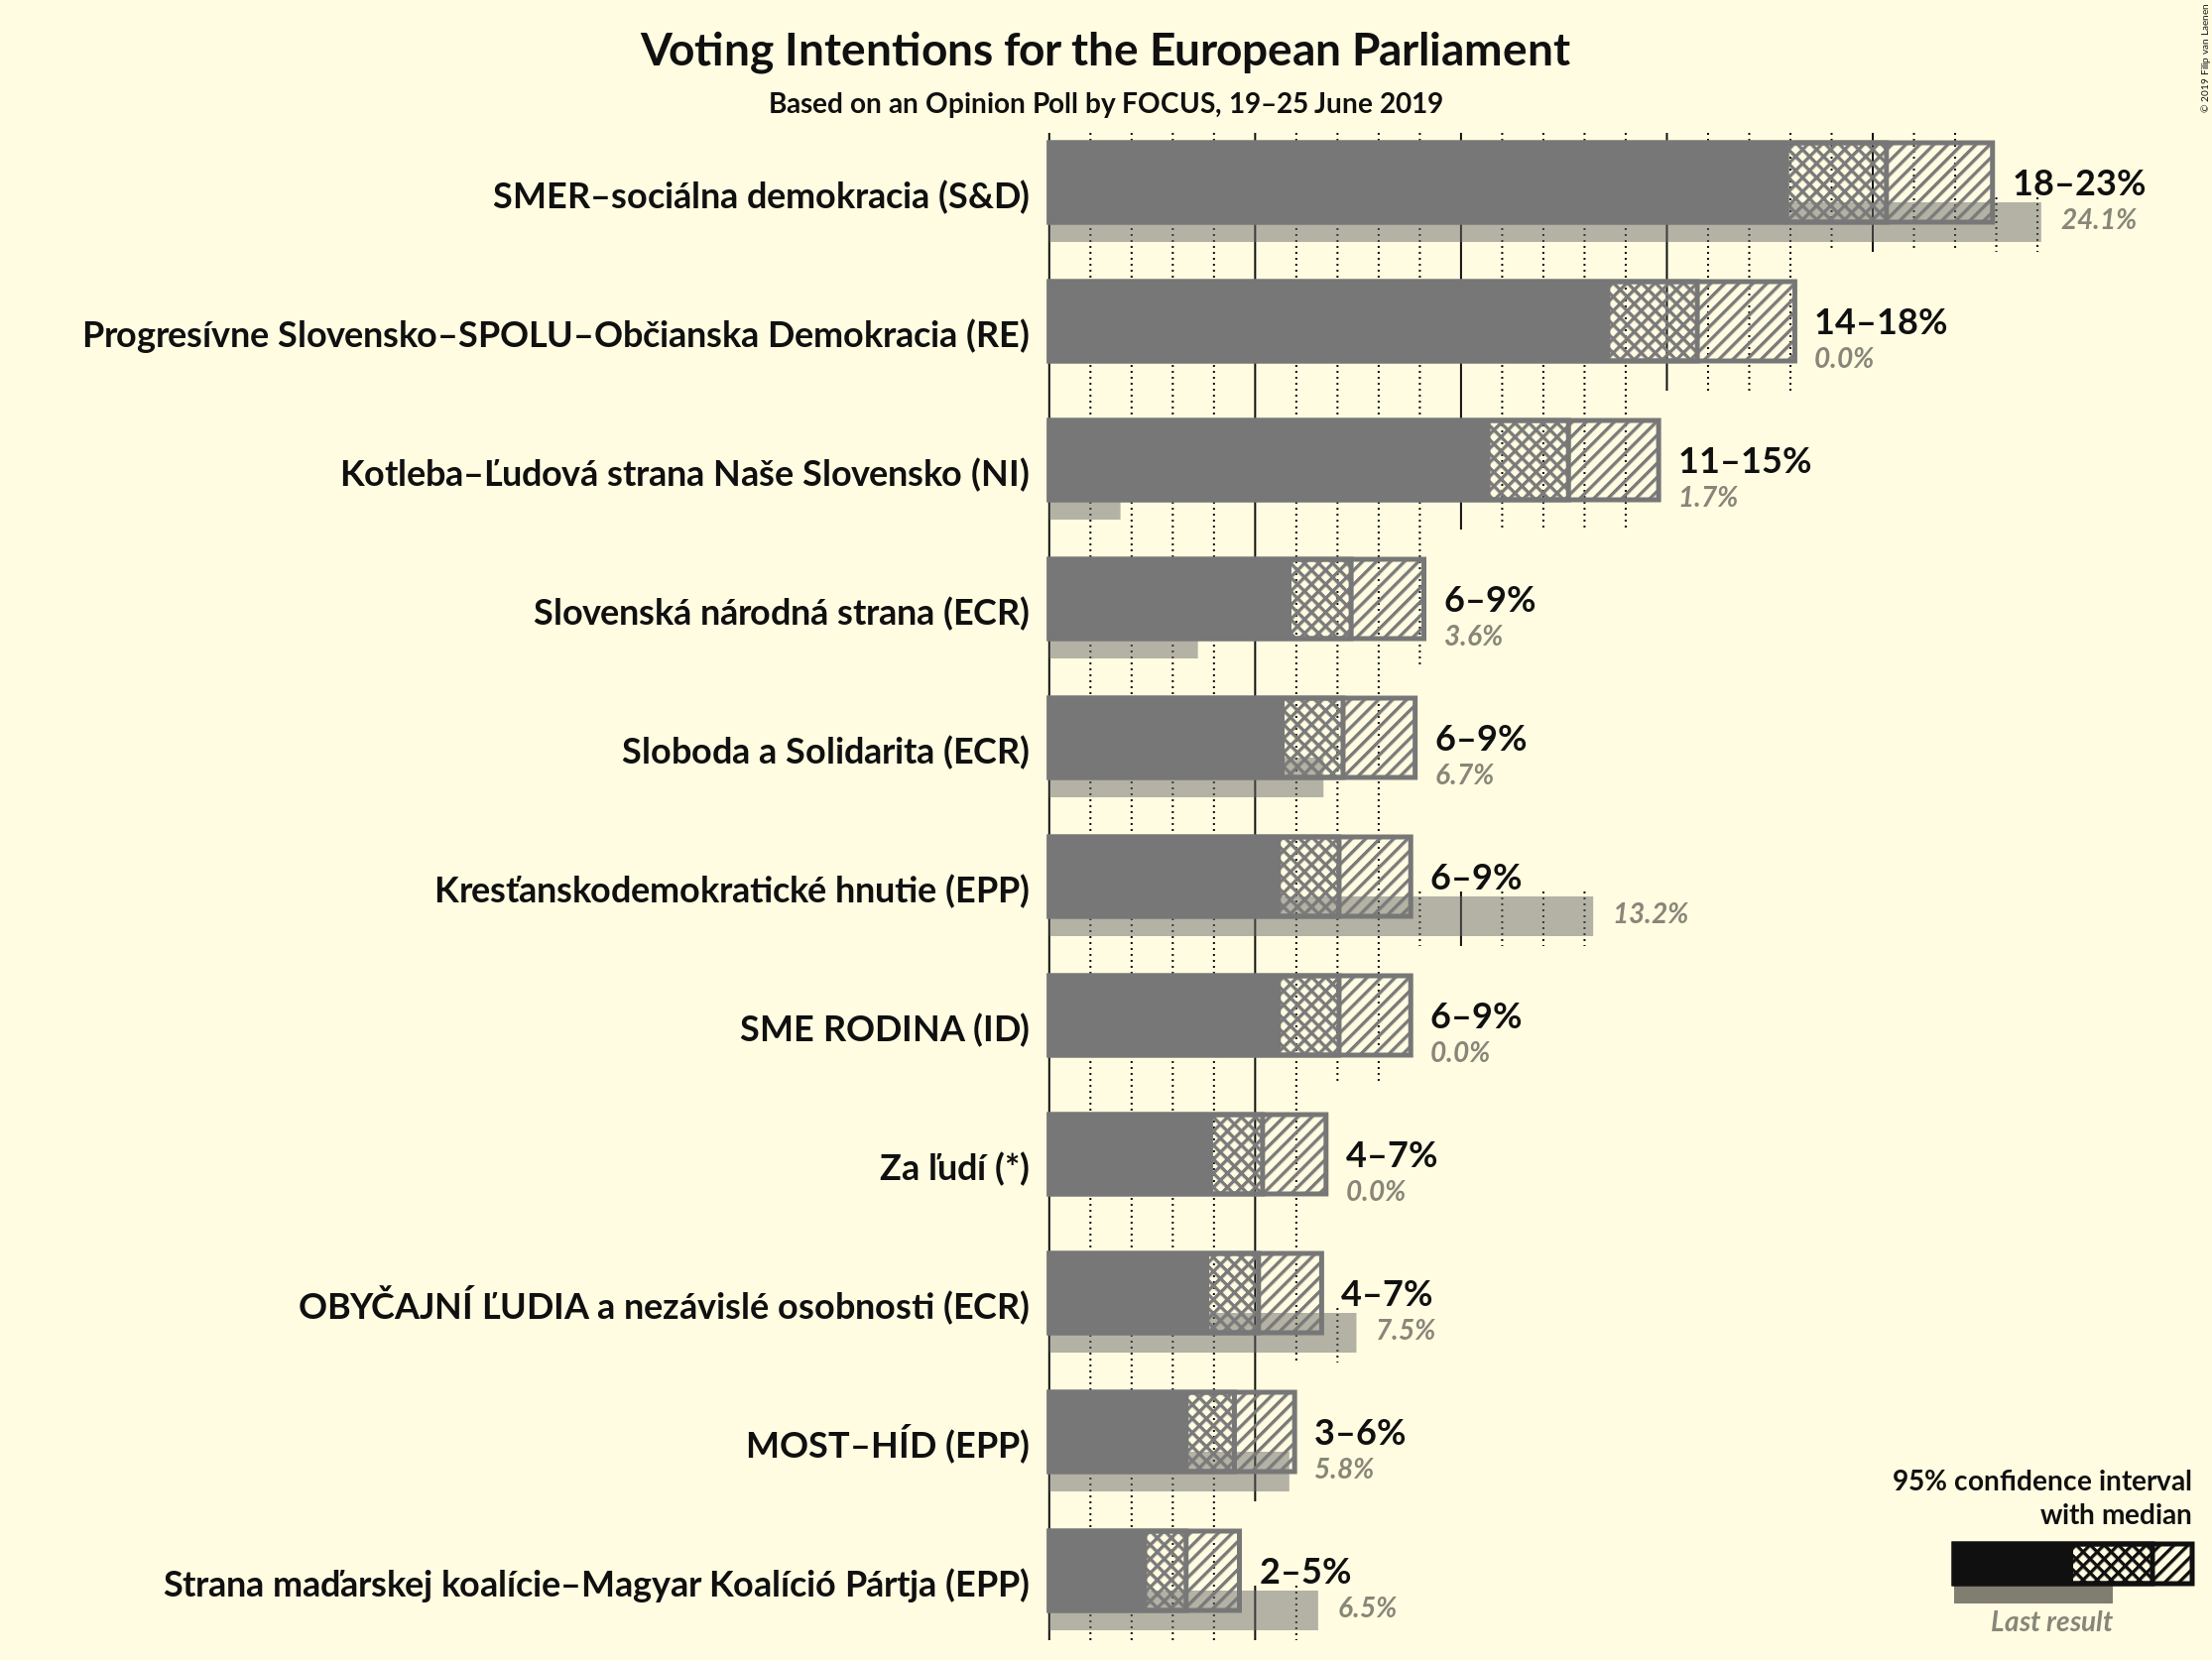 Voting Intentions for the European Parliament
Based on an Opinion Poll by FOCUS, 19–25 June 2019
© 2019 Filip van Laenen
SMER–sociálna demokracia (S&D)
18–23%
24.1%
Progresívne Slovensko–SPOLU–Občianska Demokracia (RE)
14–18%
0.0%
Kotleba–Ľudová strana Naše Slovensko (NI)
11–15%
1.7%
Slovenská národná strana (ECR)
6–9%
3.6%
Sloboda a Solidarita (ECR)
6–9%
6.7%
Kresťanskodemokratické hnutie (EPP)
6–9%
13.2%
SME RODINA (ID)
6–9%
0.0%
Za ľudí (*)
4–7%
0.0%
OBYČAJNÍ ĽUDIA a nezávislé osobnosti (ECR)
4–7%
7.5%
MOST–HÍD (EPP)
3–6%
5.8%
Strana maďarskej koalície–Magyar Koalíció Pártja (EPP)
2–5%
6.5%
95% confidence interval
with median
Last result